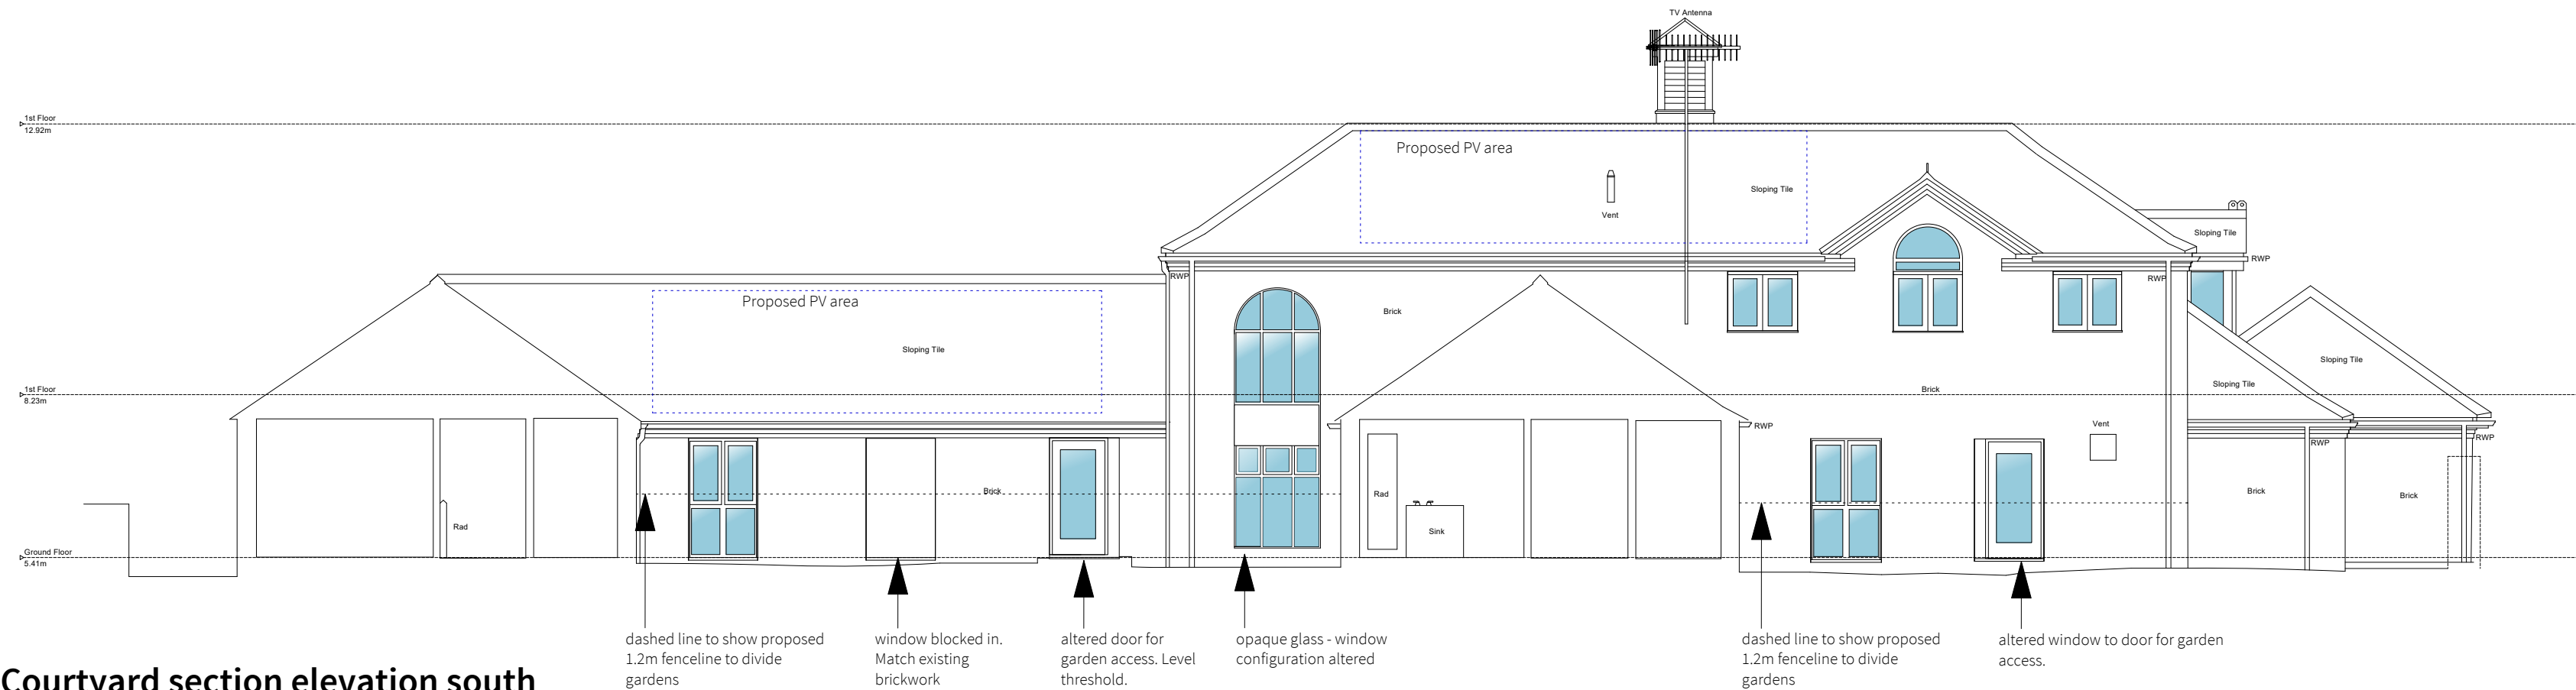 TV Antenna
1st Floor
12.92m
Proposed PV area
Sloping Tile
Vent
Sloping Tile
RWP
RWP
RWP
Proposed PV area
Brick
Sloping Tile
Sloping Tile
Sloping Tile
1st Floor
8.23m
Brick
RWP
Vent
RWP
RWP
Rad
Brick
Brick
Brick
Rad
Sink
Ground Floor
5.41m
dashed line to show proposed
1.2m fenceline to divide
gardens
window blocked in.
Match existing
brickwork
altered door for
garden access. Level
threshold.
opaque glass - window
configuration altered
dashed line to show proposed
1.2m fenceline to divide
gardens
altered window to door for garden
access.
Courtyard section elevation south